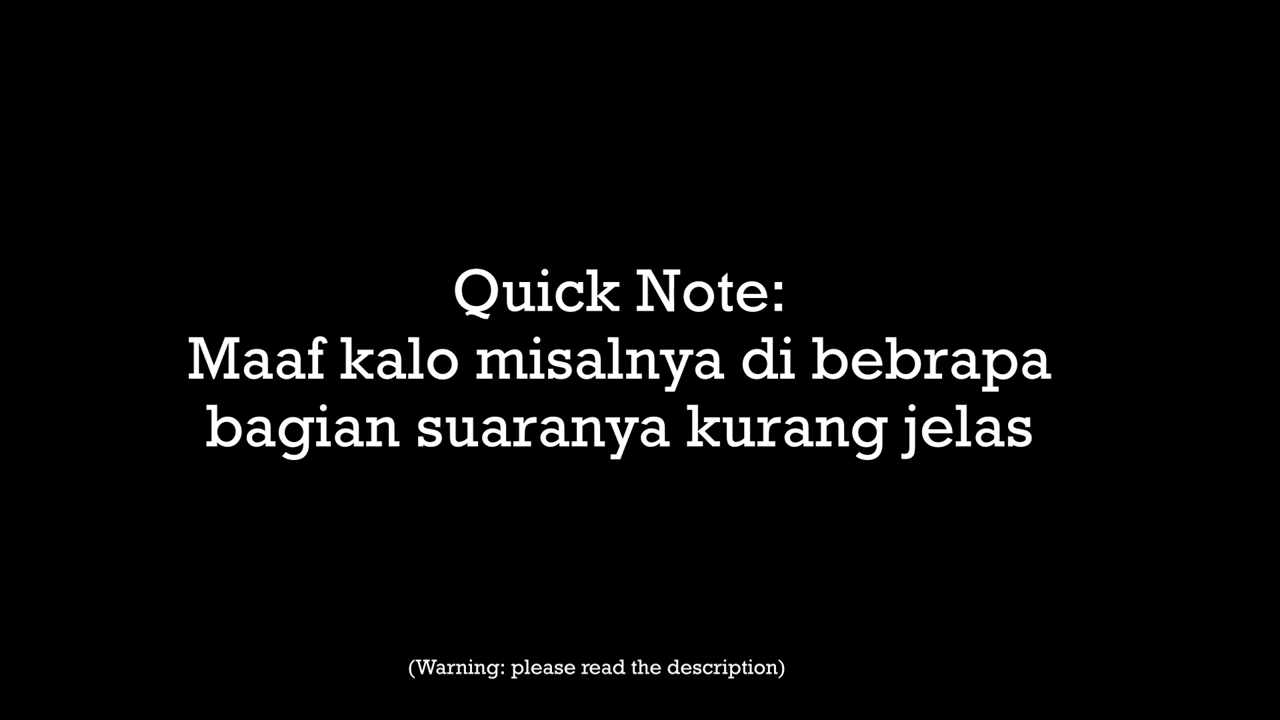 Quick Note:
Maaf kalo misalnya di bebrapa
bagian suaranya kurang jelas
(Warning: please read the description)